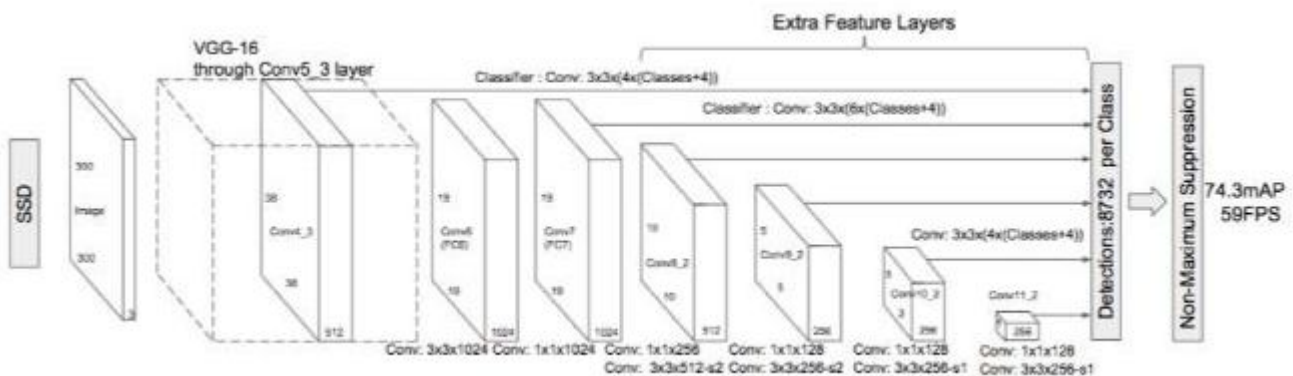 Extra Feature Layers
VGG-16
through Conv5_3 layer
Classifier : Conv: 3x3x(4x(Classes+4))
Classifier : Conv: 3x3x(6x(Classes+4))
SSD
300
Image
300
3
38
Conv4_3
38
512
19
Conv6
(FC6)
19
1024
19
Conv7
(FC7)
19
1024
10
Conv8_2
10
512
5
Conv9_2
5
256
Conv: 3x3x(4x(Classes+4))
3
Conv10_2
3
256
Conv11_2
256
Detections:8732 per Class
Non-Maximum Suppression
74.3mAP
59FPS
Conv: 3x3x1024
Conv: 1x1x1024
Conv: 1x1x256
Conv: 3x3x512-s2
Conv: 1x1x128
Conv: 3x3x256-s2
Conv: 1x1x128
Conv: 3x3x256-s1
Conv: 1x1x128
Conv: 3x3x256-s1